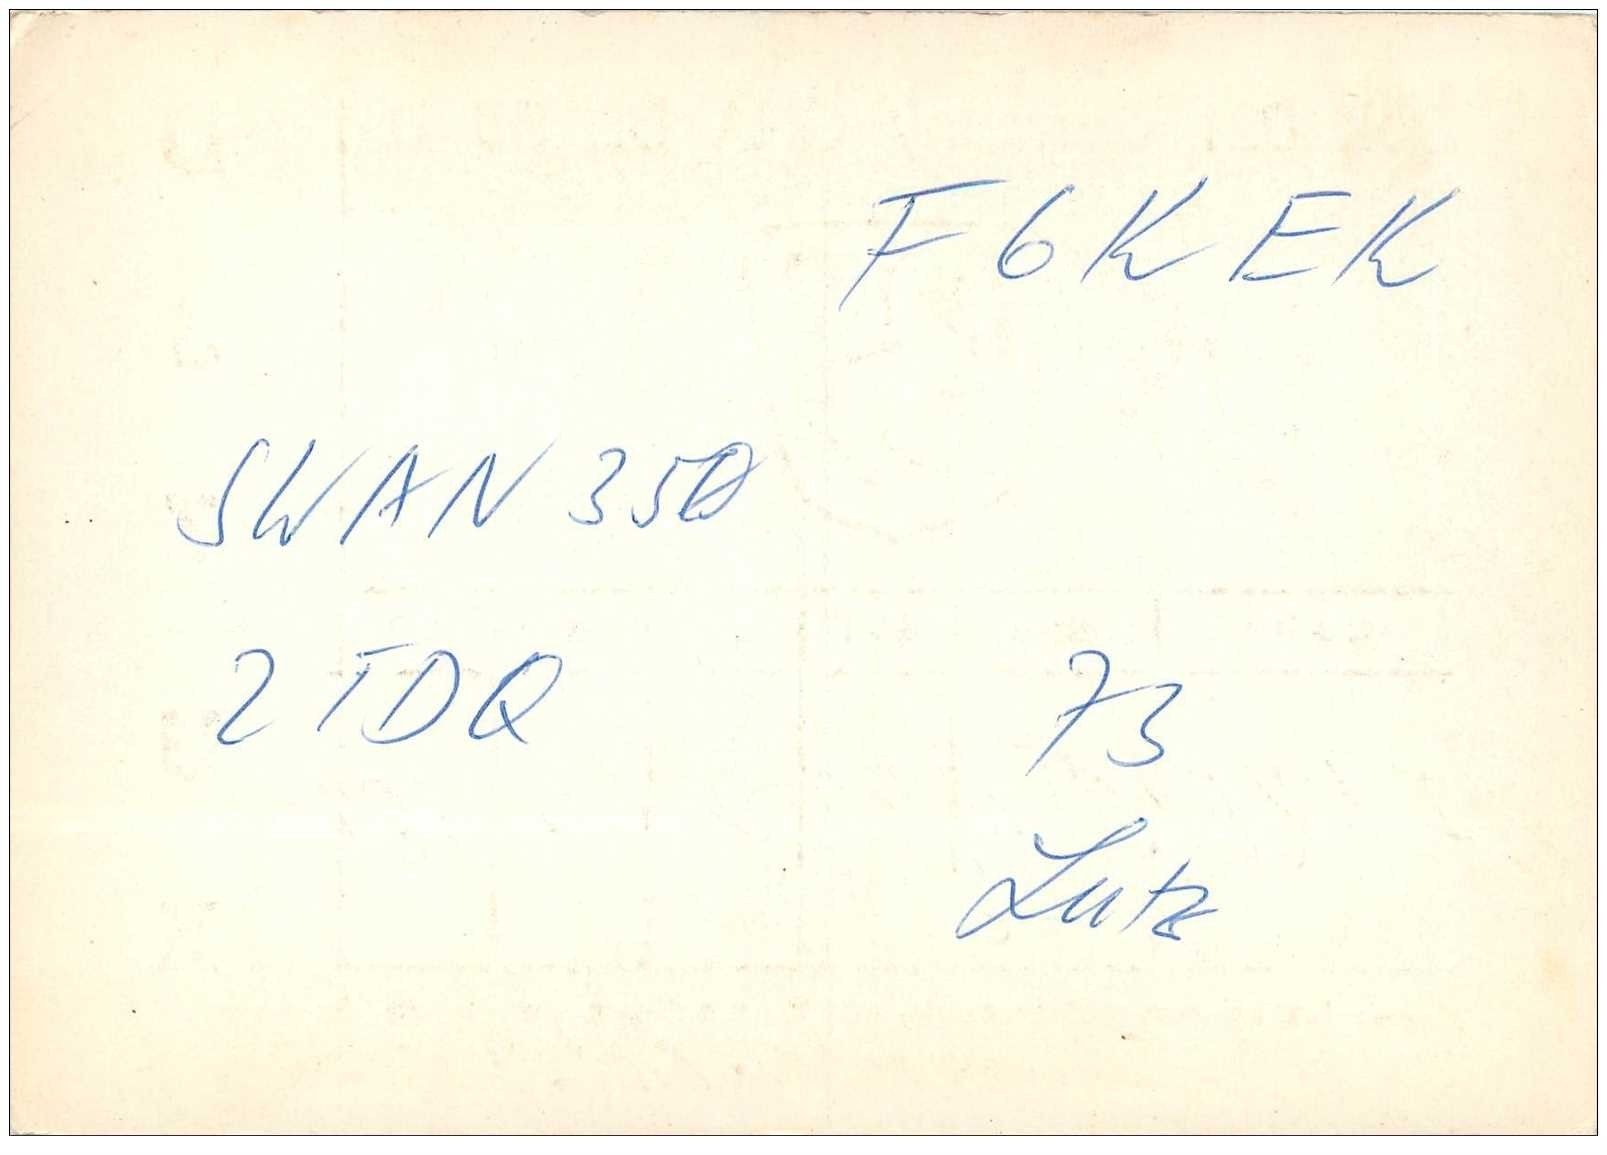 F6KEK
SWAN 350
2 TDQ
73
Lutz